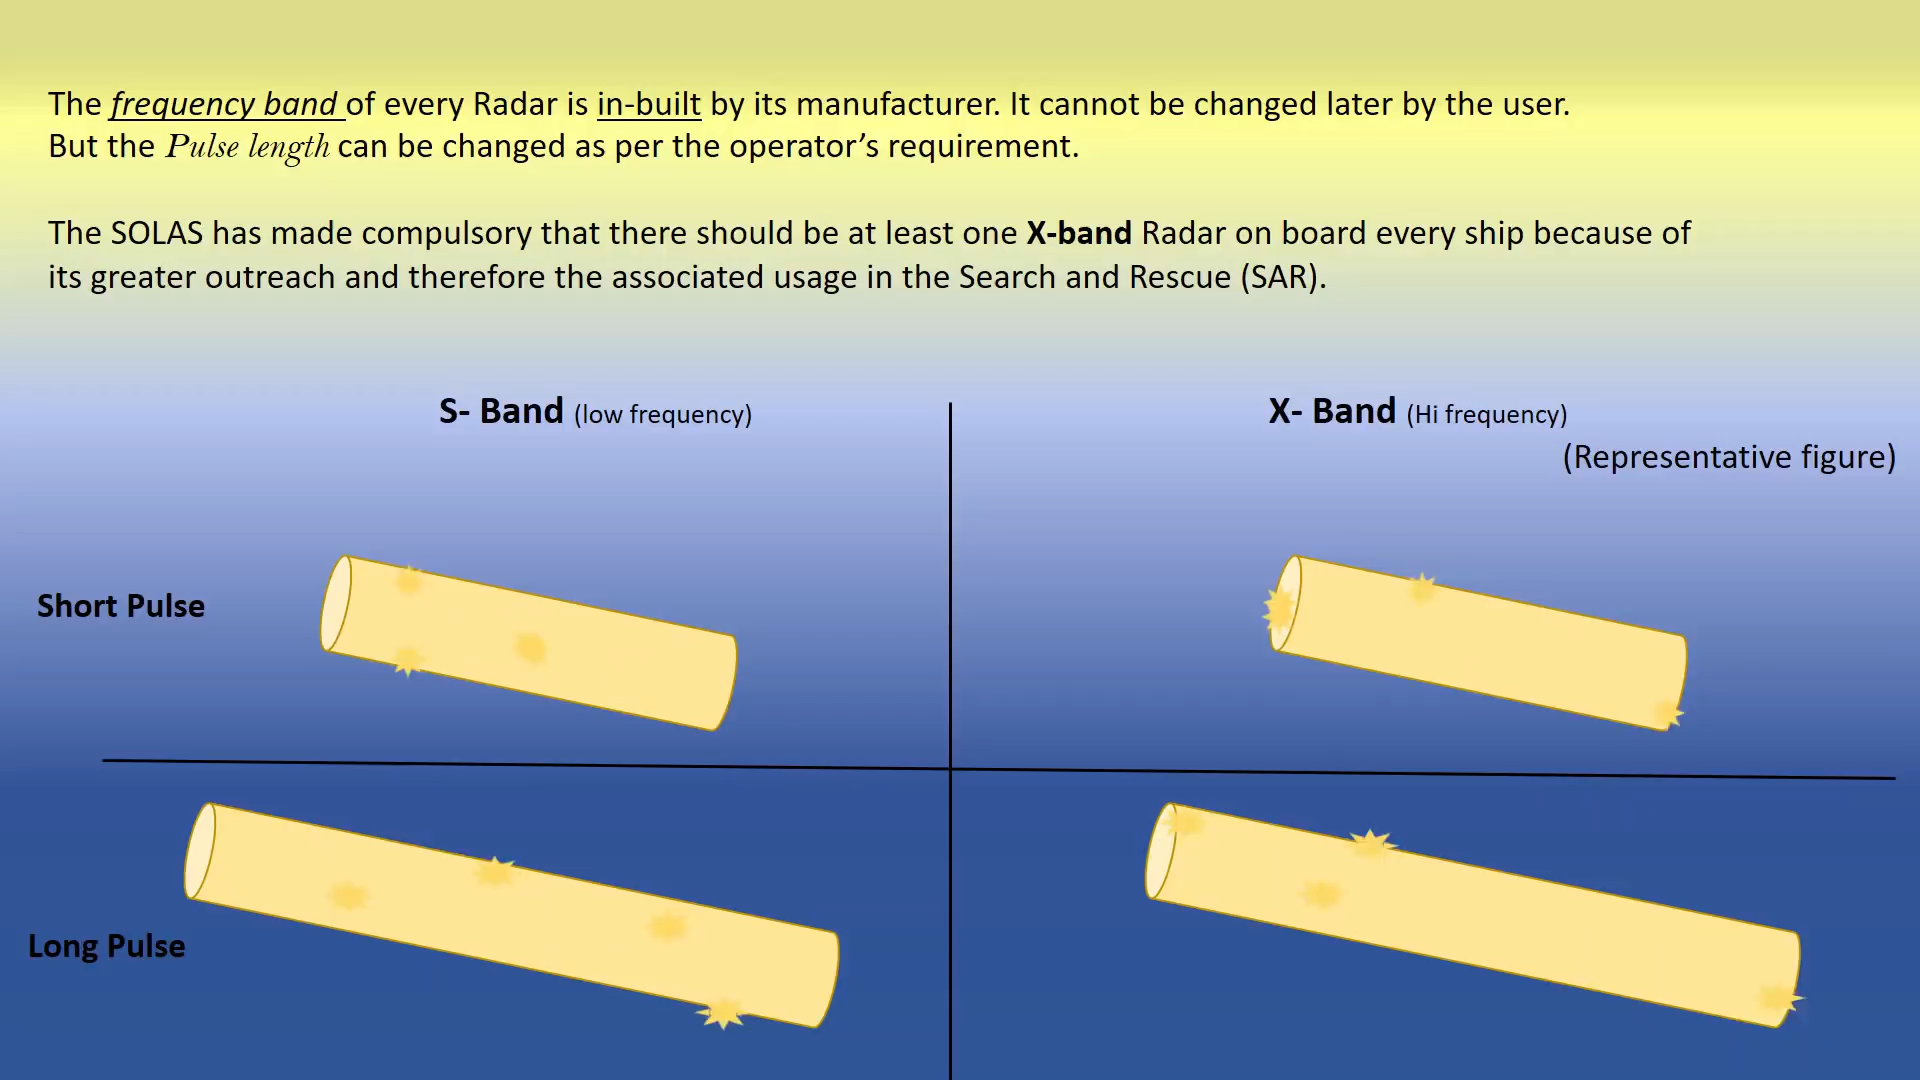 The frequency band of every Radar is in-built by its manufacturer. It cannot be changed later by the user.
But the Pulse length can be changed as per the operator’s requirement.
The SOLAS has made compulsory that there should be at least one X-band Radar on board every ship because of
its greater outreach and therefore the associated usage in the Search and Rescue (SAR).
S- Band (low frequency)
X- Band (Hi frequency)
(Representative figure)
Short Pulse
Long Pulse